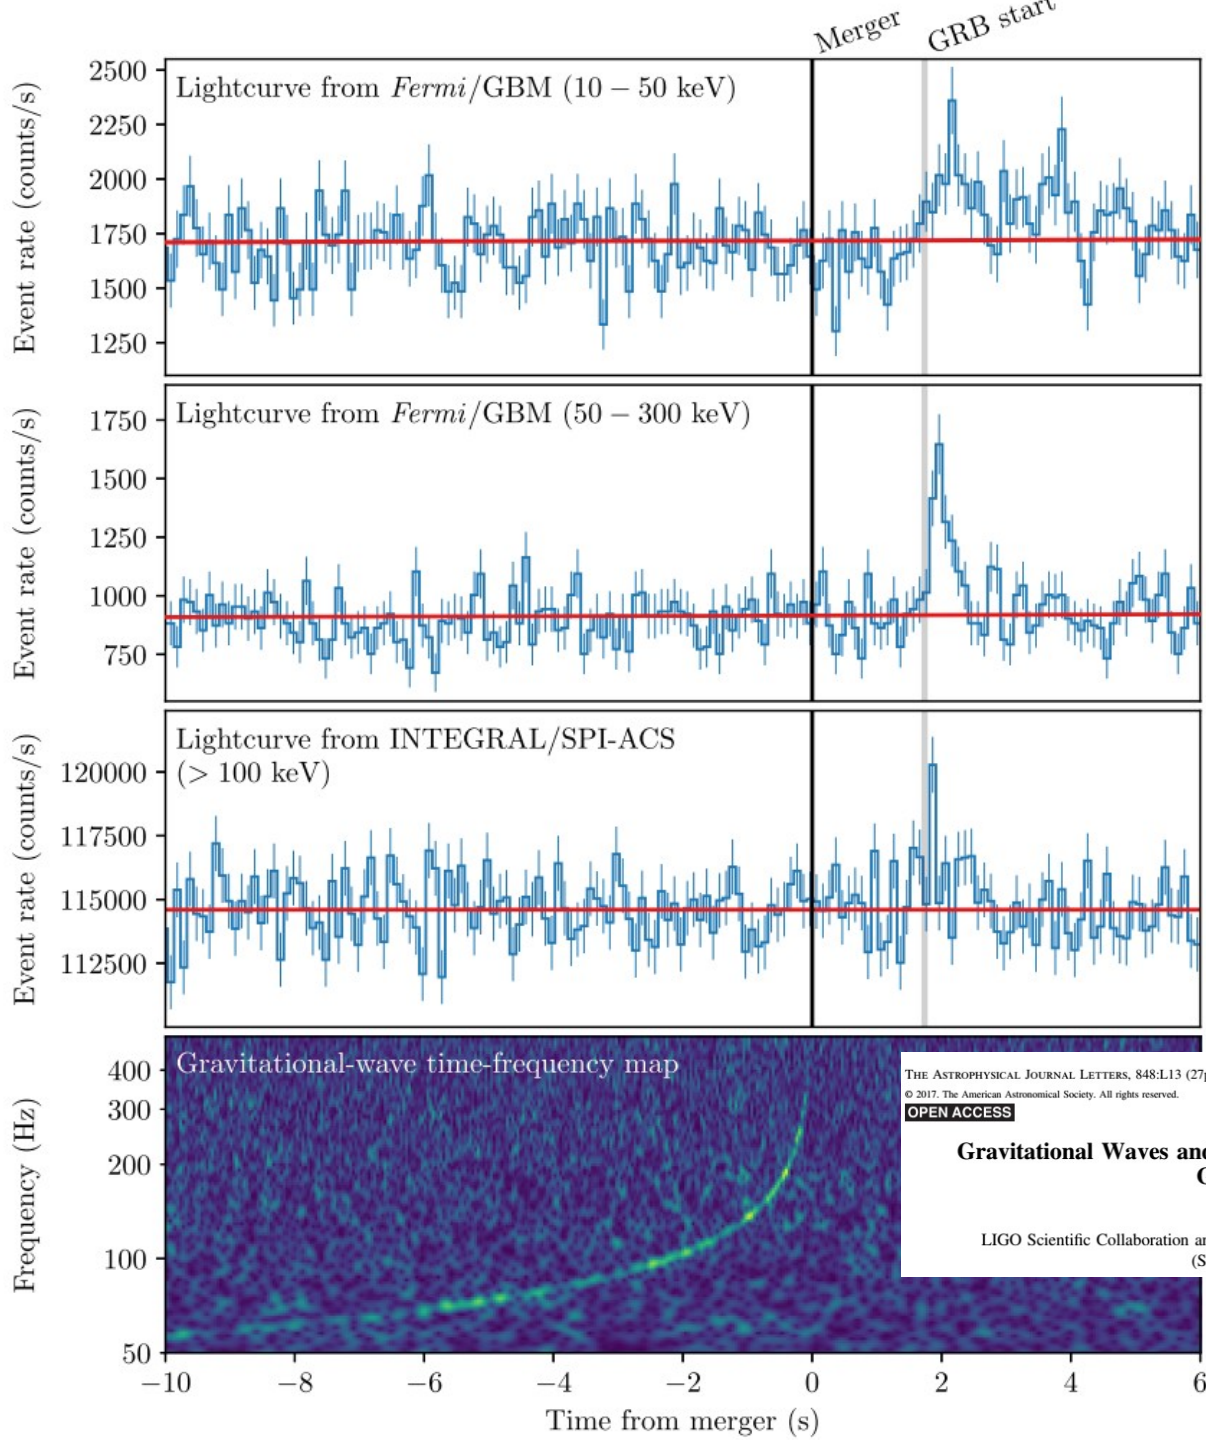 Merger
GRB start
Lightcurve from Fermi/GBM (10 − 50 keV)
Event rate (counts/s)
2500
2250
2000
1750
1500
1250
Lightcurve from Fermi/GBM (50 − 300 keV)
Event rate (counts/s)
1750
1500
1250
1000
750
Lightcurve from INTEGRAL/SPI-ACS
(> 100 keV)
Event rate (counts/s)
120000
117500
115000
112500
Gravitational-wave time-frequency map
Frequency (Hz)
400
300
200
100
50
THE ASTROPHYSICAL JOURNAL LETTERS, 848:L13 (27
© 2017. The American Astronomical Society. All rights reserved.
OPEN ACCESS
Gravitational Waves and
LIGO Scientific Collaboration
(S
−10 −8 −6 −4 −2 0 2 4 6
Time from merger (s)